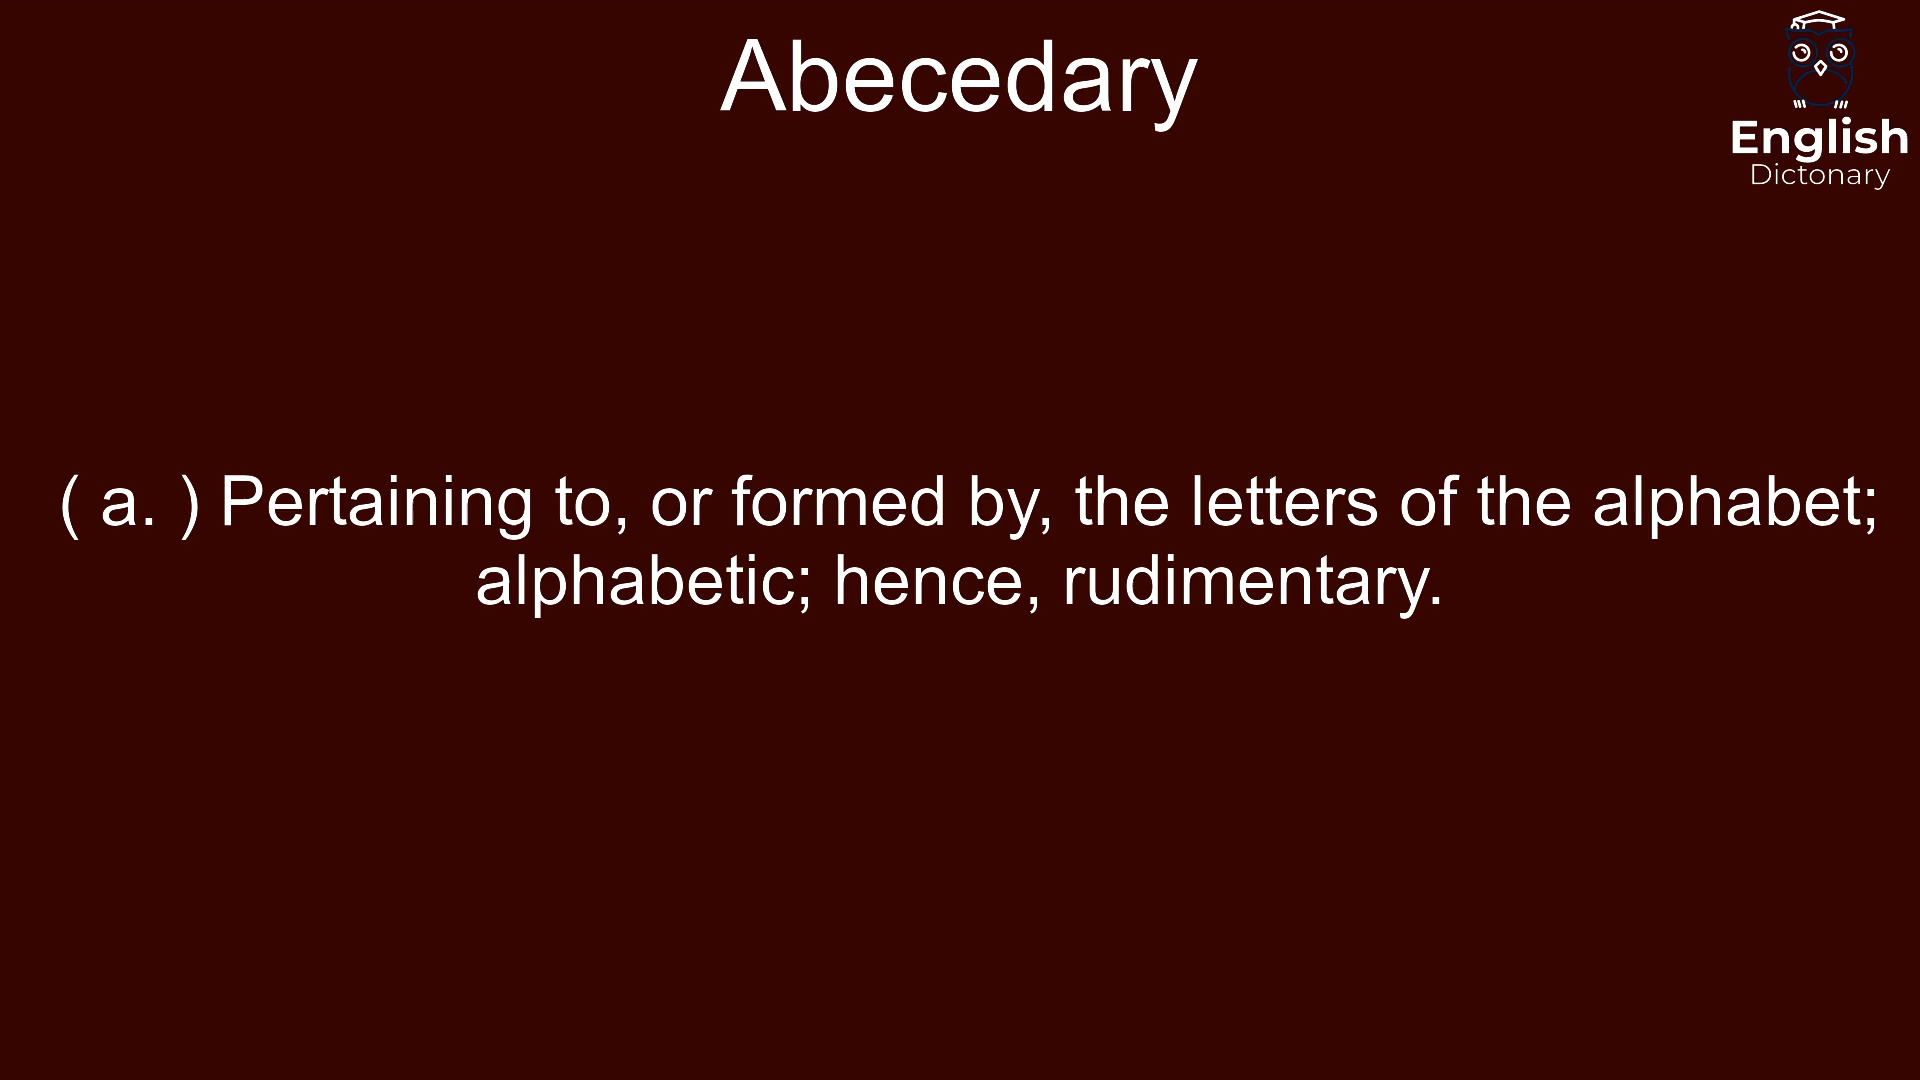 Abecedary
English
Dictonary
( a. ) Pertaining to, or formed by, the letters of the alphabet;
alphabetic; hence, rudimentary.